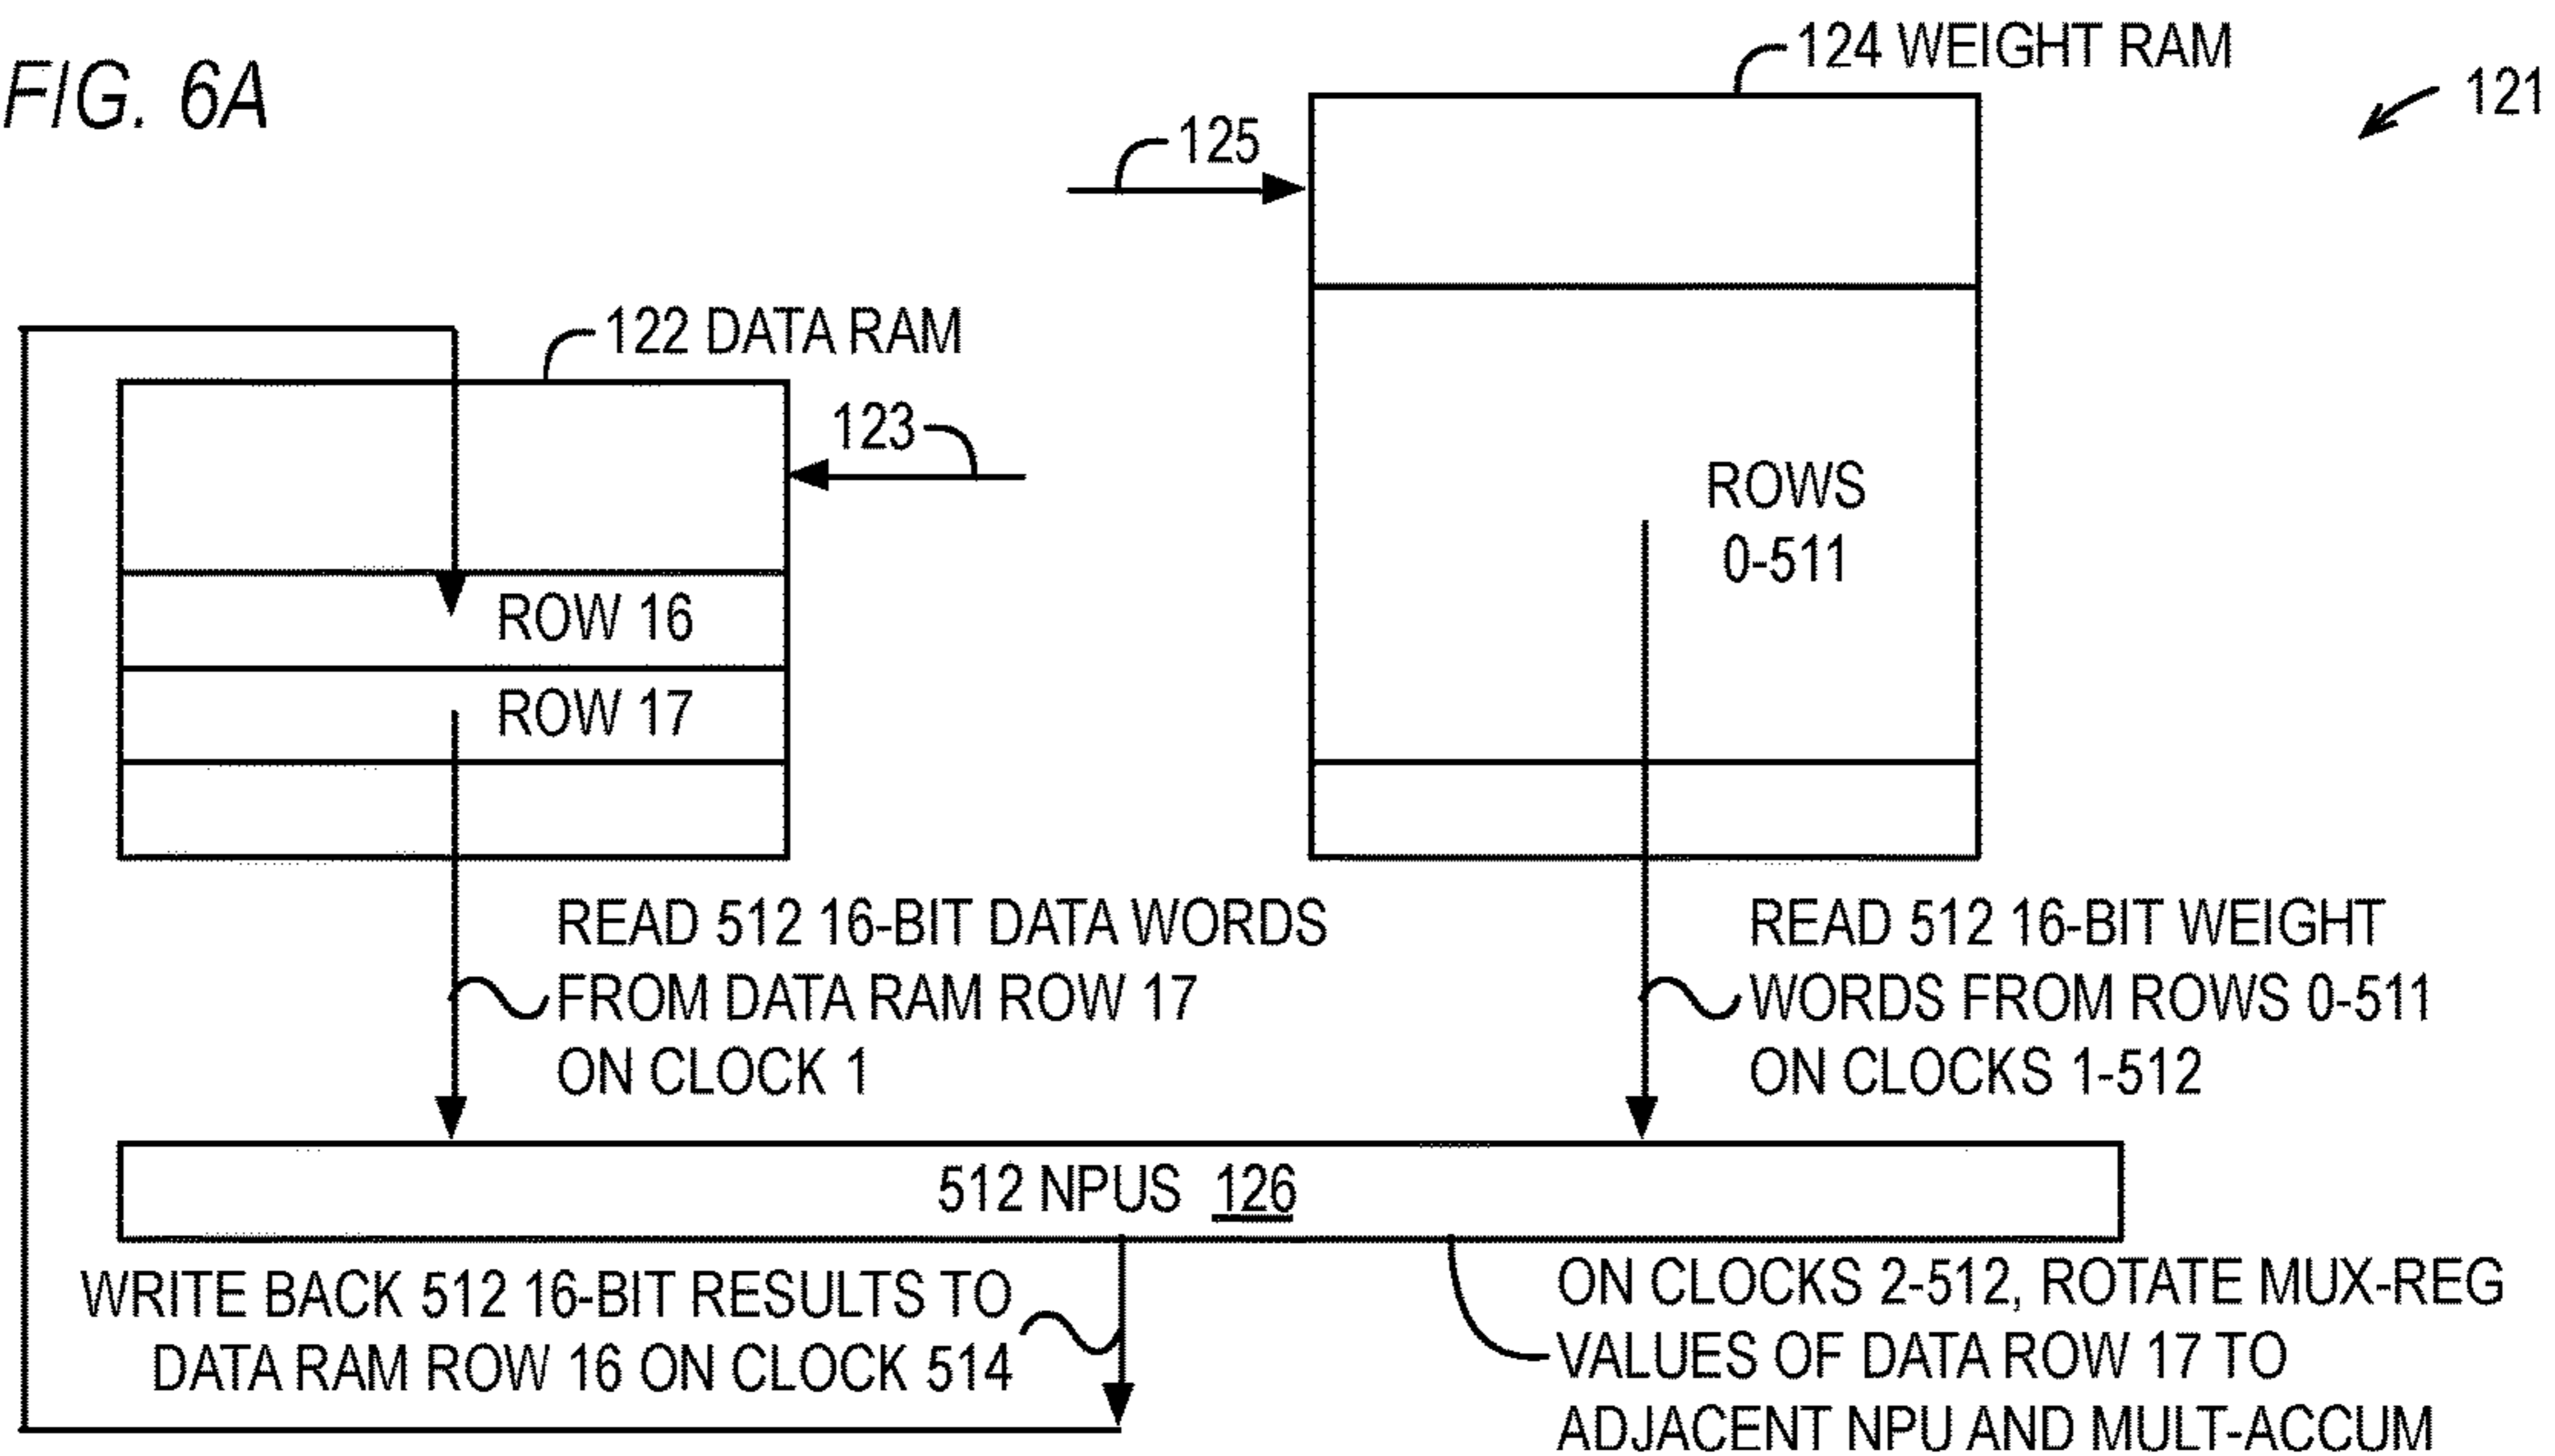 FIG. 6A
124 WEIGHT RAM
121
125
122 DATA RAM
123
ROWS
0-511
ROW 16
ROW 17
READ 512 16-BIT DATA WORDS
FROM DATA RAM ROW 17
ON CLOCK 1
READ 512 16-BIT WEIGHT
WORDS FROM ROWS 0-511
ON CLOCKS 1-512
512 NPUS 126
WRITE BACK 512 16-BIT RESULTS TO
DATA RAM ROW 16 ON CLOCK 514
ON CLOCKS 2-512, ROTATE MUX-REG
VALUES OF DATA ROW 17 TO
ADJACENT NPU AND MULT-ACCUM